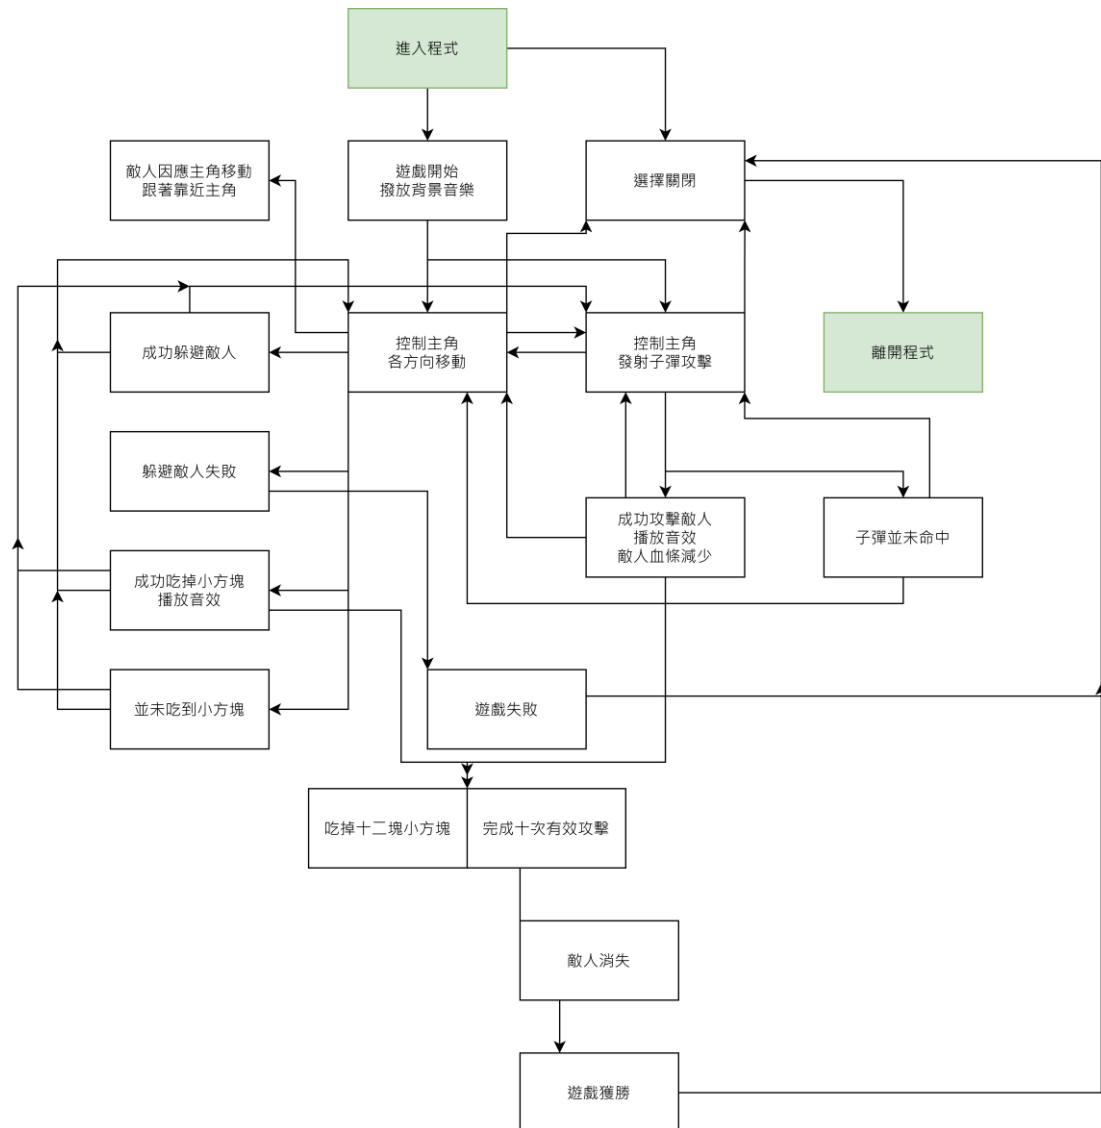 進入程式
敵人因應主角移動
跟著靠近主角
遊戲開始
撥放背景音樂
選擇關閉
成功躲避敵人
控制主角
各方向移動
控制主角
發射子彈攻擊
離開程式
躲避敵人失敗
成功攻擊敵人
播放音效
敵人血條減少
子彈並未命中
成功吃掉小方塊
播放音效
並未吃到小方塊
遊戲失敗
吃掉十二塊小方塊
完成十次有效攻擊
敵人消失
遊戲獲勝